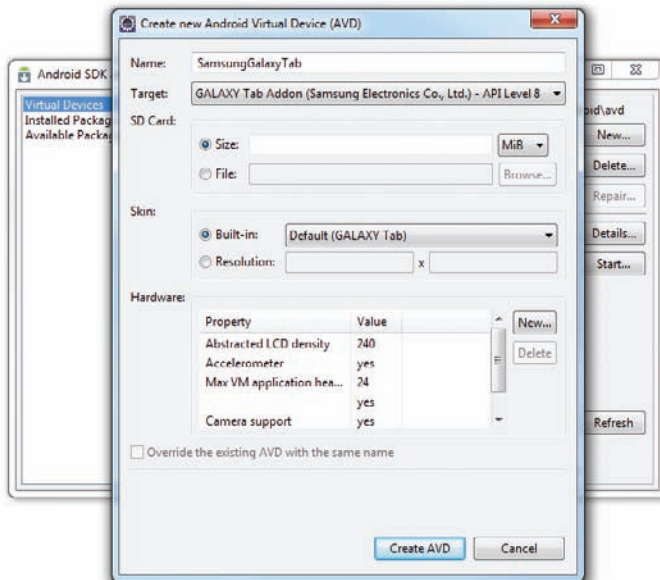 Create new Android Virtual Device (AVD)
Name: SamsungGalaxyTab
Target: GALAXY Tab Addon (Samsung Electronics Co., Ltd.) - API Level 8
SD Card:
Size: MiB
File: Browse...
Skin:
Built-in: Default (GALAXY Tab)
Resolution: x
Hardware:
Property Value
Abstracted LCD density 240
Accelerometer yes
Max VM application hea... 24
yes
Camera support yes
New...
Delete
Override the existing AVD with the same name
Create AVD Cancel
Android SDK
Virtual Devices
Installed Packag
Available Packag
oid\avd
New...
Delete...
Repair...
Details...
Start...
Refresh